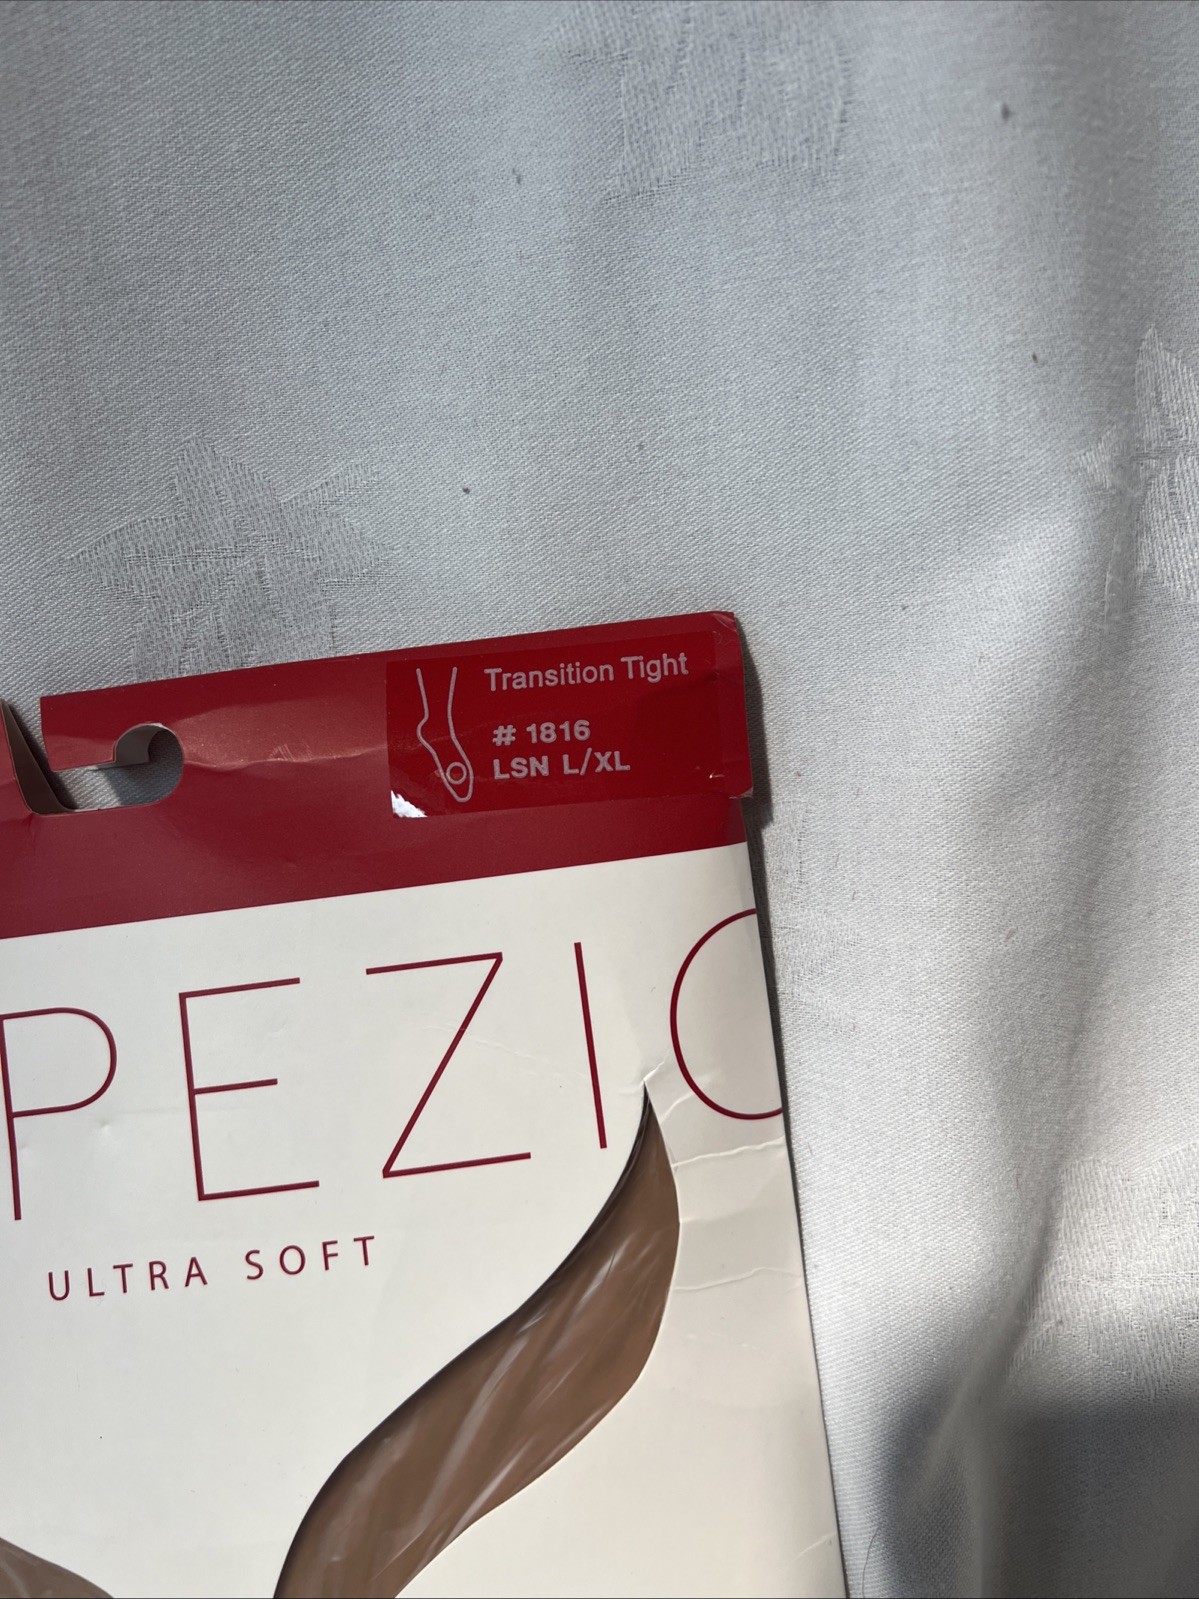 Transition Tight
# 1816
LSN L/XL
PEZIO
ULTRA SOFT